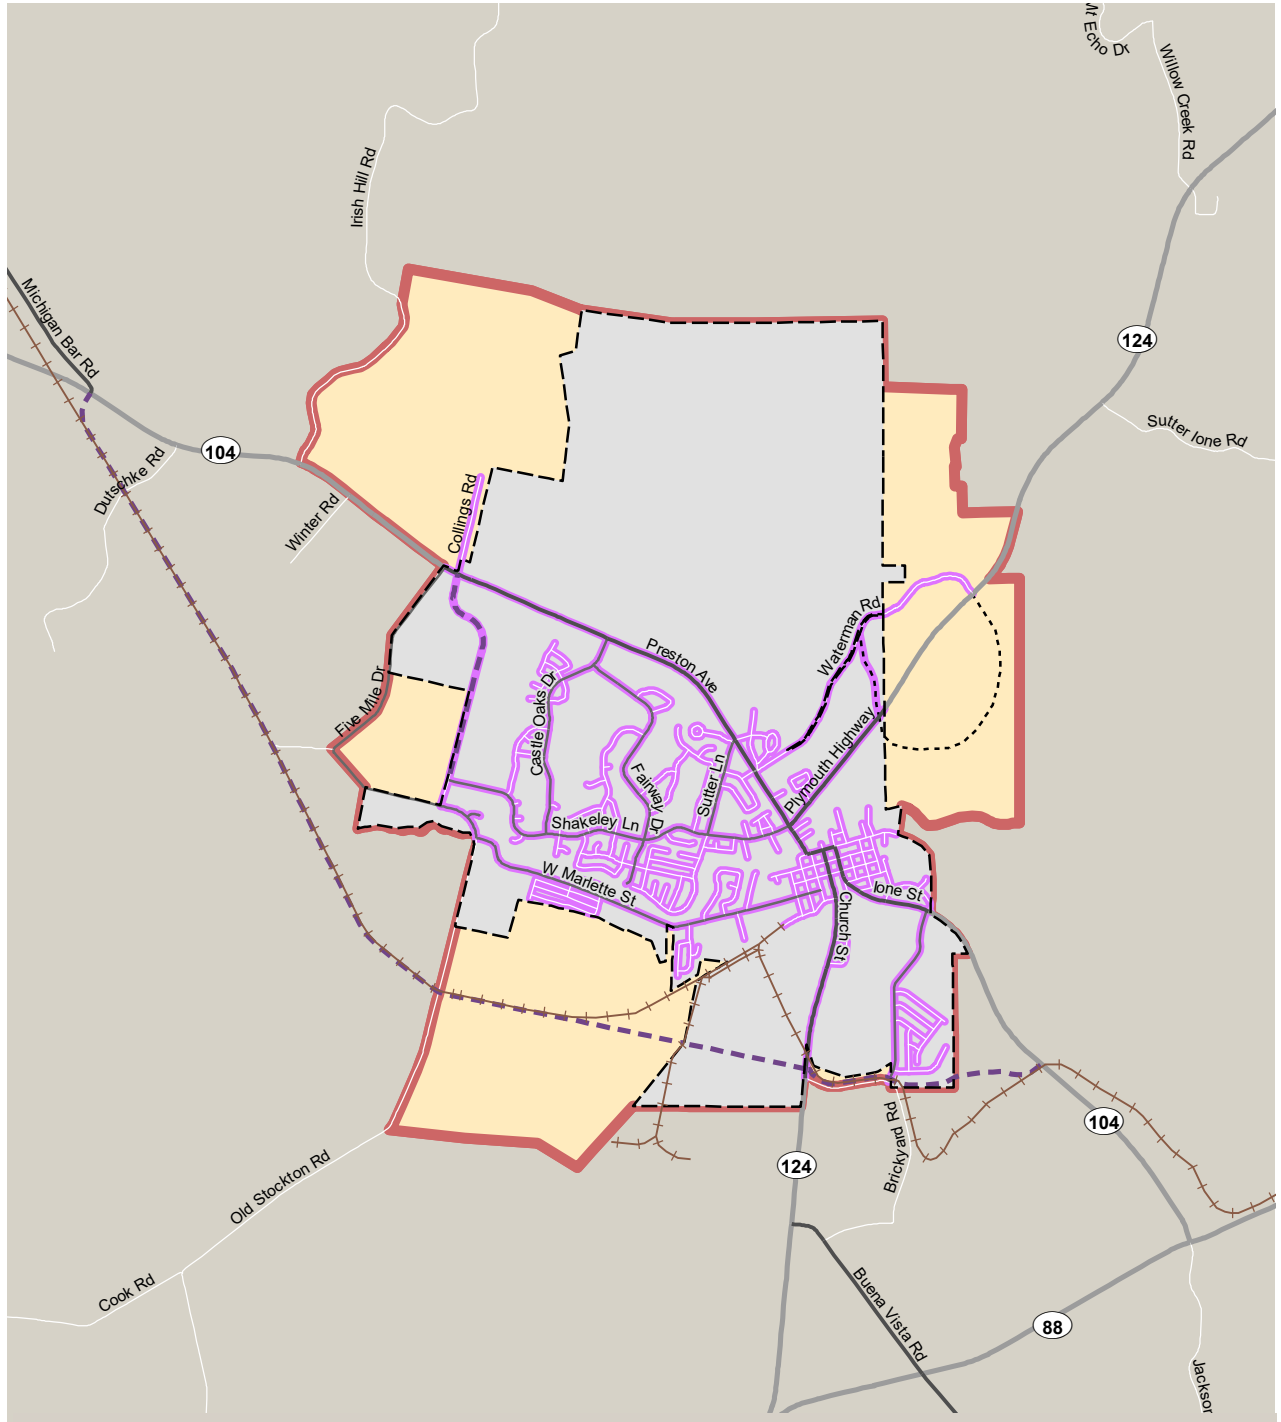 Mt Echo Dr
Willow Creek Rd
Irish Hill Rd
Michigan Bar Rd
124
Sutter Ione Rd
104
Dutschke Rd
Winter Rd
Collings Rd
Waterman Rd
Preston Ave
Five Mile Dr
Castle Oaks Dr
Fairway Dr
Sutter Ln
Plymouth Highway
Shakeley Ln
W Marlette St
Ione St
Church St
Brickyard Rd
104
124
Old Stockton Rd
Cook Rd
Buena Vista Rd
88
Jackson